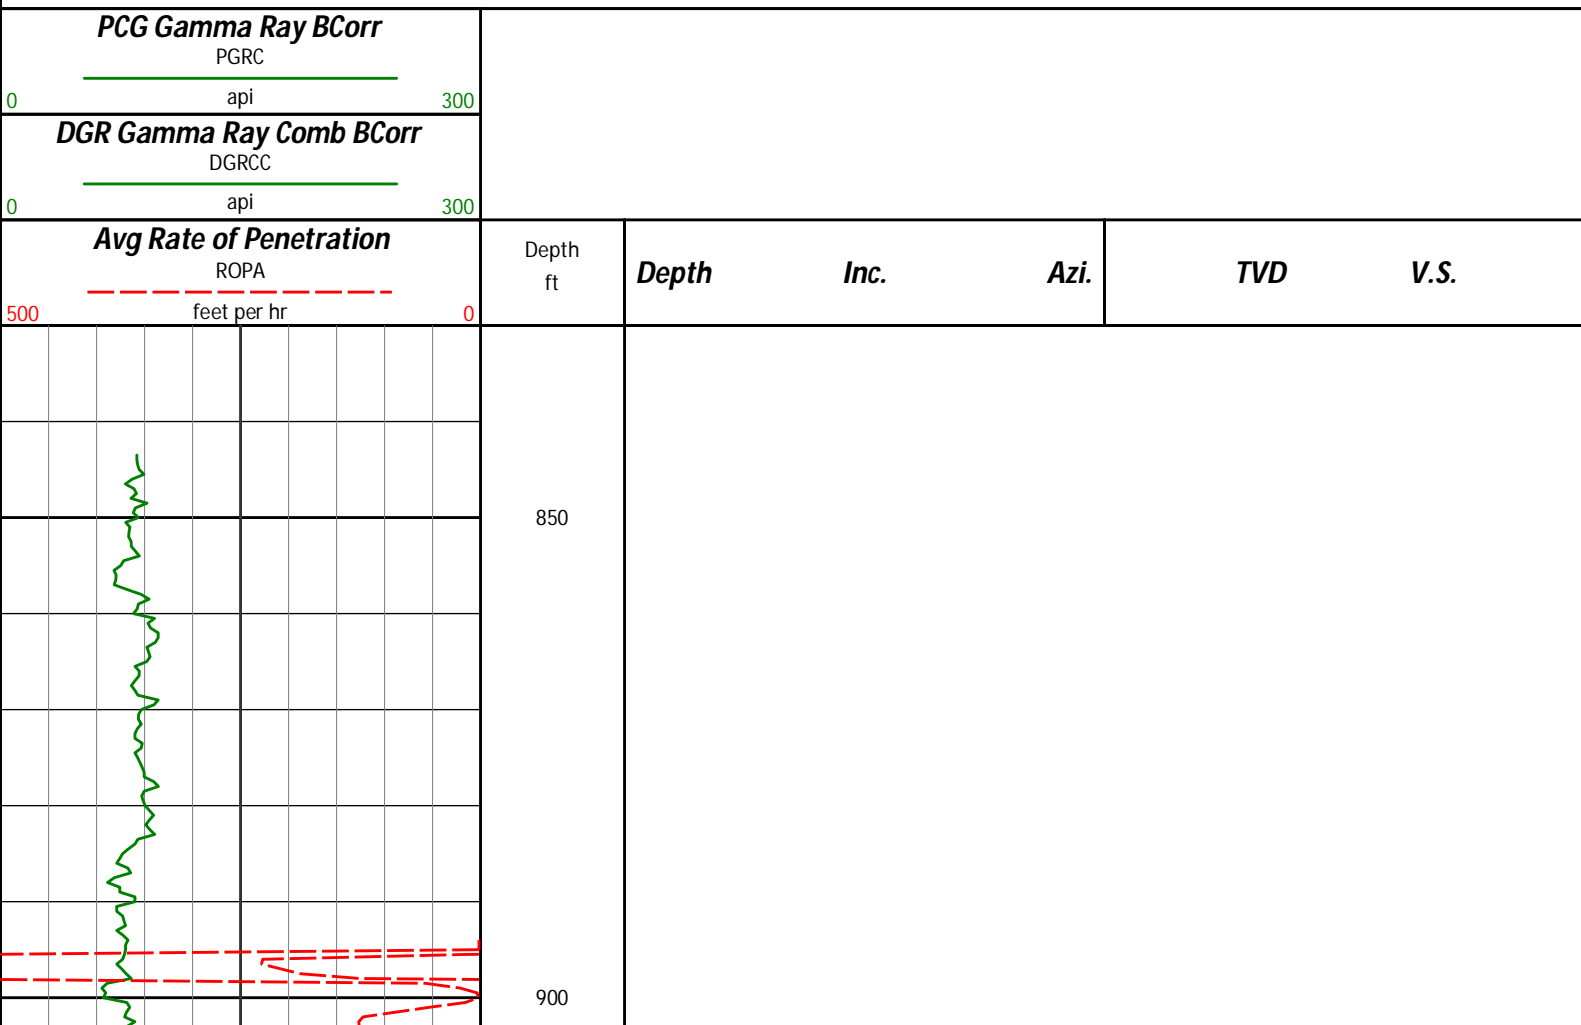 PCG Gamma Ray BCorr
PGRC
api
0 300
DGR Gamma Ray Comb BCorr
DGRCC
api
0 300
Avg Rate of Penetration
ROPA
feet per hr
500 0
Depth
ft
Depth Inc. Azi. TVD V.S.
850
900